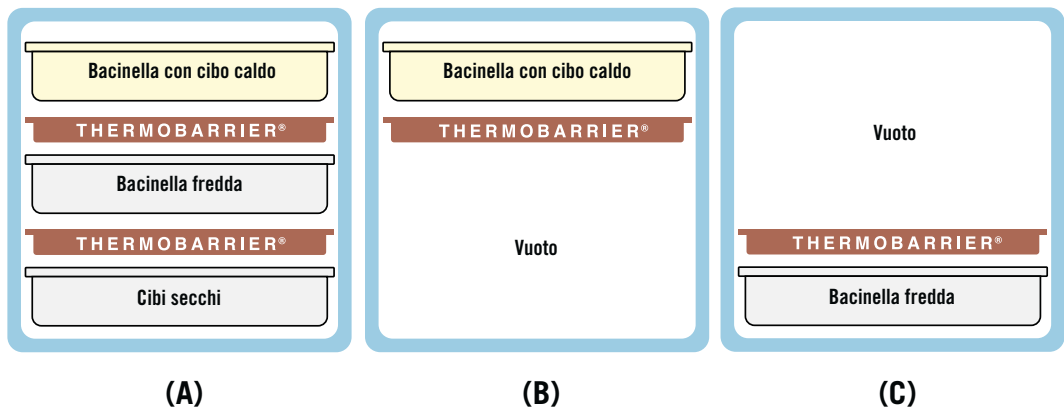 Bacinella con cibo caldo
THERMOBARRIER®
Bacinella fredda
THERMOBARRIER®
Cibi secchi
(A)
Bacinella con cibo caldo
THERMOBARRIER®
Vuoto
(B)
Vuoto
THERMOBARRIER®
Bacinella fredda
(C)